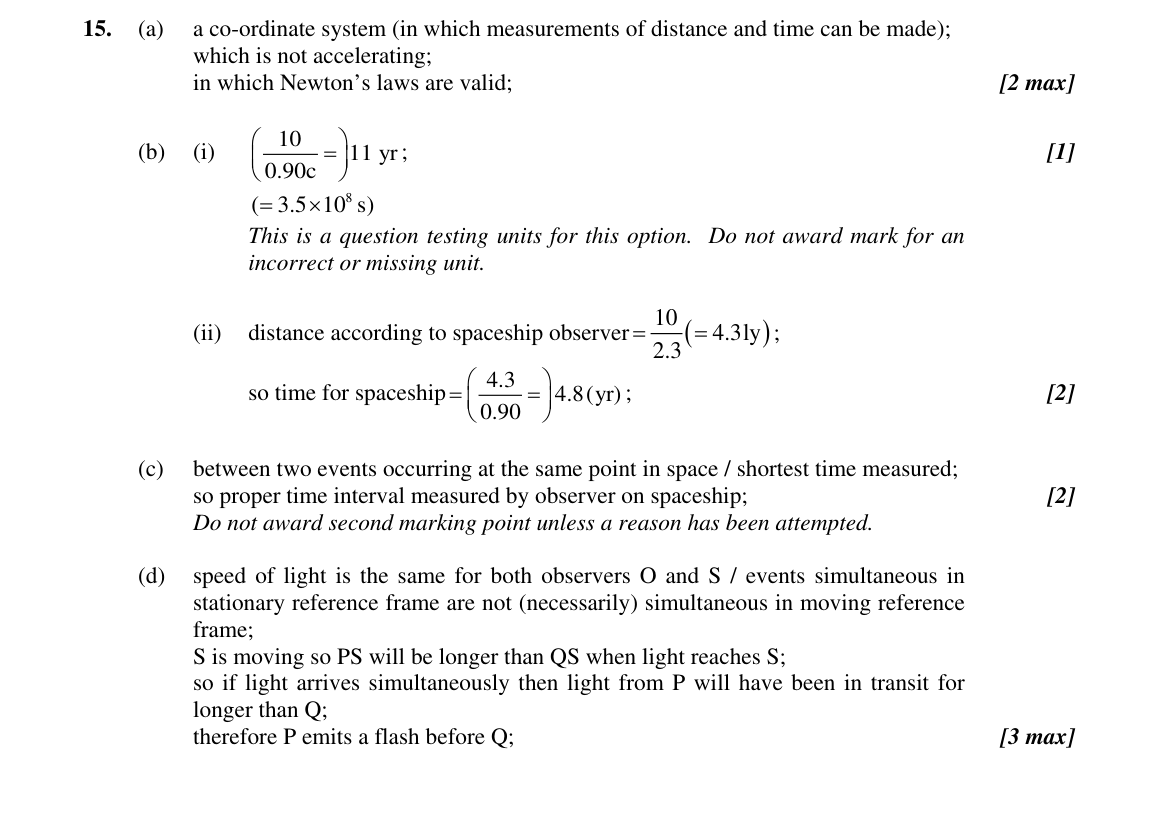 15. (a) a co-ordinate system (in which measurements of distance and time can be made);
which is not accelerating;
in which Newton's laws are valid; [2 max]
(b) (i) (10/0.90c =) 11 yr; [1]
(= 3.5×10⁸ s)
This is a question testing units for this option. Do not award mark for an
incorrect or missing unit.
(ii) distance according to spaceship observer = 10/2.3 (= 4.3ly);
so time for spaceship = (4.3/0.90 =) 4.8 (yr); [2]
(c) between two events occurring at the same point in space / shortest time measured;
so proper time interval measured by observer on spaceship; [2]
Do not award second marking point unless a reason has been attempted.
(d) speed of light is the same for both observers O and S / events simultaneous in
stationary reference frame are not (necessarily) simultaneous in moving reference
frame;
S is moving so PS will be longer than QS when light reaches S;
so if light arrives simultaneously then light from P will have been in transit for
longer than Q;
therefore P emits a flash before Q; [3 max]